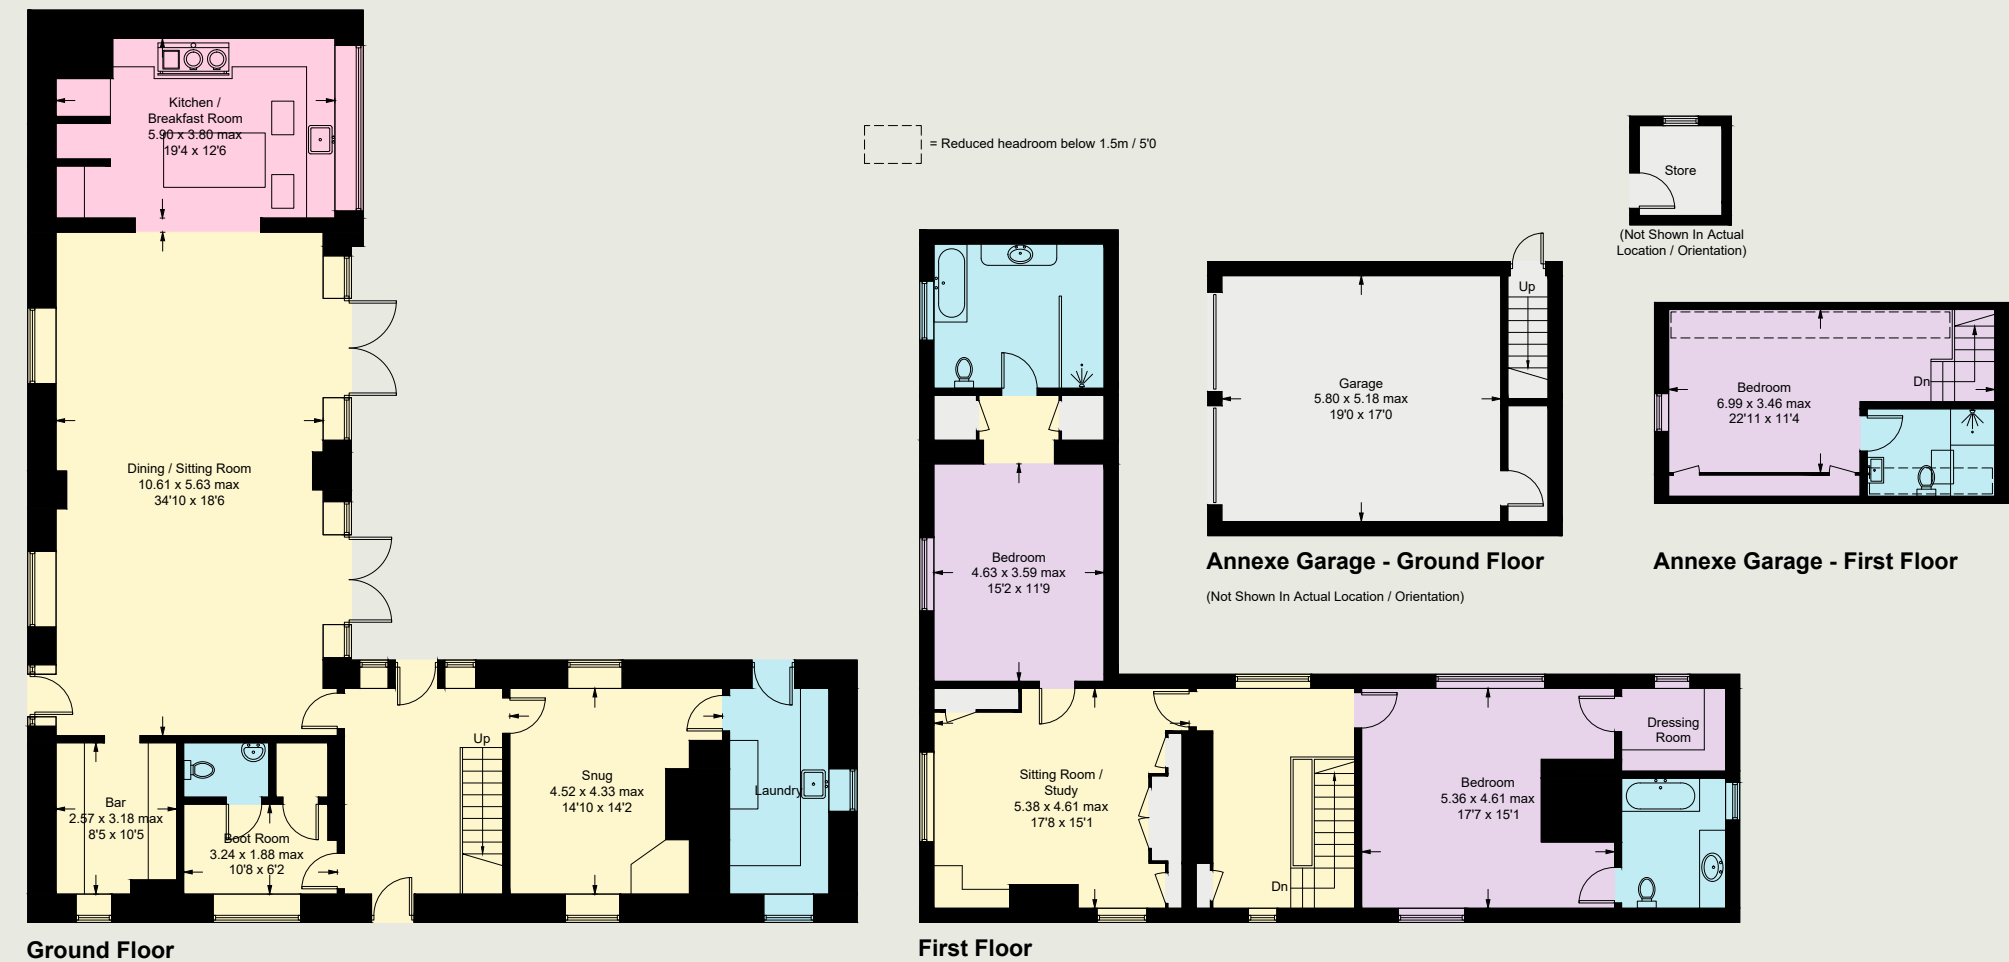 Kitchen /
Breakfast Room
5.90 x 3.80 max
19'4 x 12'6
Dining / Sitting Room
10.61 x 5.63 max
34'10 x 18'6
Bar
2.57 x 3.18 max
8'5 x 10'5
Boot Room
3.24 x 1.88 max
10'8 x 6'2
Up
Snug
4.52 x 4.33 max
14'10 x 14'2
Laundry
Ground Floor
= Reduced headroom below 1.5m / 5'0
Bedroom
4.63 x 3.59 max
15'2 x 11'9
Sitting Room /
Study
5.38 x 4.61 max
17'8 x 15'1
Dn
Bedroom
5.36 x 4.61 max
17'7 x 15'1
Dressing
Room
First Floor
Garage
5.80 x 5.18 max
19'0 x 17'0
Up
Annexe Garage - Ground Floor
(Not Shown In Actual Location / Orientation)
Store
(Not Shown In Actual
Location / Orientation)
Bedroom
6.99 x 3.46 max
22'11 x 11'4
Dn
Annexe Garage - First Floor